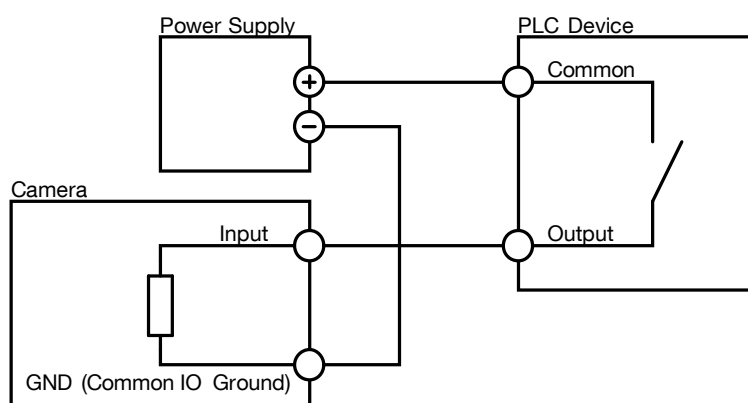 Power Supply
PLC Device
+
Common
−
Camera
Input
Output
GND (Common IO Ground)